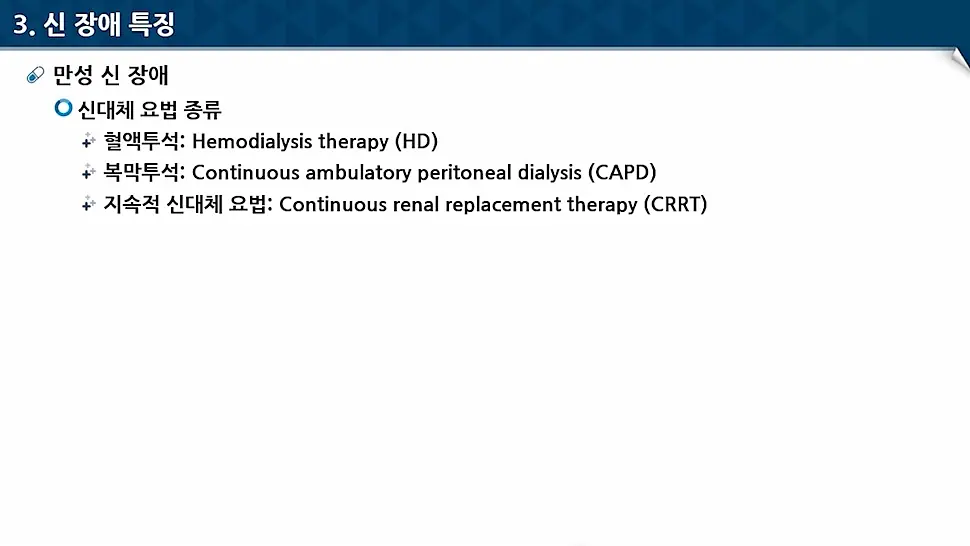 3. 신 장애 특징
만성 신 장애
신대체 요법 종류
혈액투석: Hemodialysis therapy (HD)
복막투석: Continuous ambulatory peritoneal dialysis (CAPD)
지속적 신대체 요법: Continuous renal replacement therapy (CRRT)